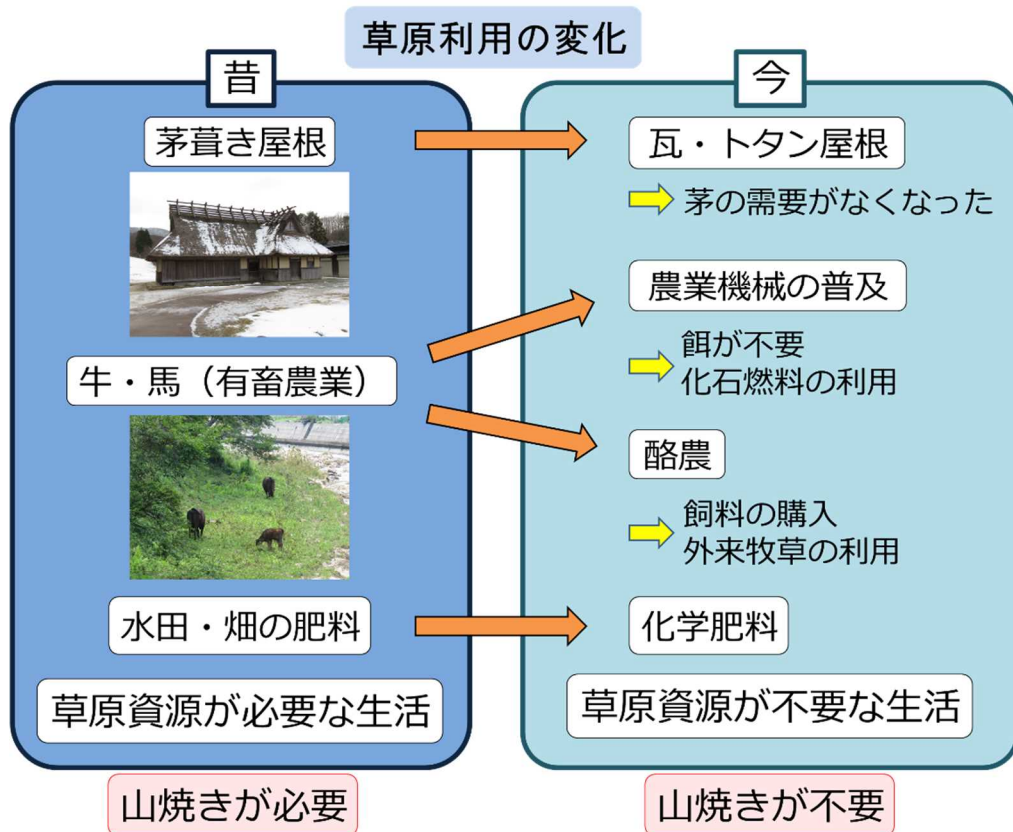 草原利用の変化
昔
茅葺き屋根
牛・馬（有畜農業）
水田・畑の肥料
草原資源が必要な生活
山焼きが必要
今
瓦・トタン屋根
茅の需要がなくなった
農業機械の普及
餌が不要
化石燃料の利用
酪農
飼料の購入
外来牧草の利用
化学肥料
草原資源が不要な生活
山焼きが不要